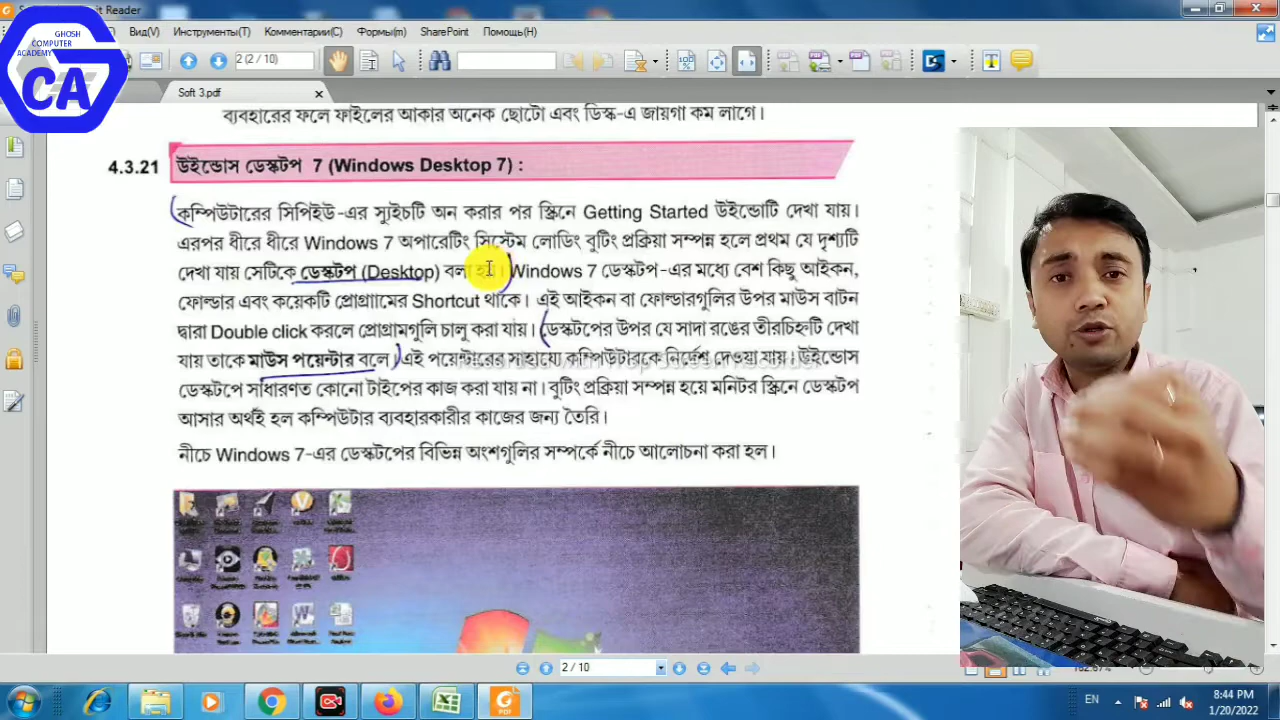 GHOSH
COMPUTER
ACADEMY
CA
it Reader
Вид(V) Инструменты(T) Комментарии(C) Формы(m) SharePoint Помощь(H)
2 (2 / 10)
Soft 3.pdf
ব্যবহারের ফলে ফাইলের আকার অনেক ছোটো এবং ডিস্ক-এ জায়গা কম লাগে।
4.3.21 উইন্ডোস ডেস্কটপ 7 (Windows Desktop 7) :
কম্পিউটারের সিপিইউ-এর স্যুইচটি অন করার পর স্ক্রিনে Getting Started উইন্ডোটি দেখা যায়।
এরপর ধীরে ধীরে Windows 7 অপারেটিং সিস্টেম লোডিং বুটিং প্রক্রিয়া সম্পন্ন হলে প্রথম যে দৃশ্যটি
দেখা যায় সেটিকে ডেস্কটপ (Desktop) বলা হয়। Windows 7 ডেস্কটপ-এর মধ্যে বেশ কিছু আইকন,
ফোল্ডার এবং কয়েকটি প্রোগ্রামের Shortcut থাকে। এই আইকন বা ফোল্ডারগুলির উপর মাউস বাটন
দ্বারা Double click করলে প্রোগ্রামগুলি চালু করা যায়। ডেস্কটপের উপর যে সাদা রঙের তীরচিহ্নটি দেখা
যায় তাকে মাউস পয়েন্টার বলে। এই পয়েন্টারের সাহায্যে কম্পিউটারকে নির্দেশ দেওয়া যায়। উইন্ডোস
ডেস্কটপে সাধারণত কোনো টাইপের কাজ করা যায় না। বুটিং প্রক্রিয়া সম্পন্ন হয়ে মনিটর স্ক্রিনে ডেস্কটপ
আসার অর্থই হল কম্পিউটার ব্যবহারকারীর কাজের জন্য তৈরি।
নীচে Windows 7-এর ডেস্কটপের বিভিন্ন অংশগুলির সম্পর্কে নীচে আলোচনা করা হল।
2 / 10
EN
8:44 PM
1/20/2022